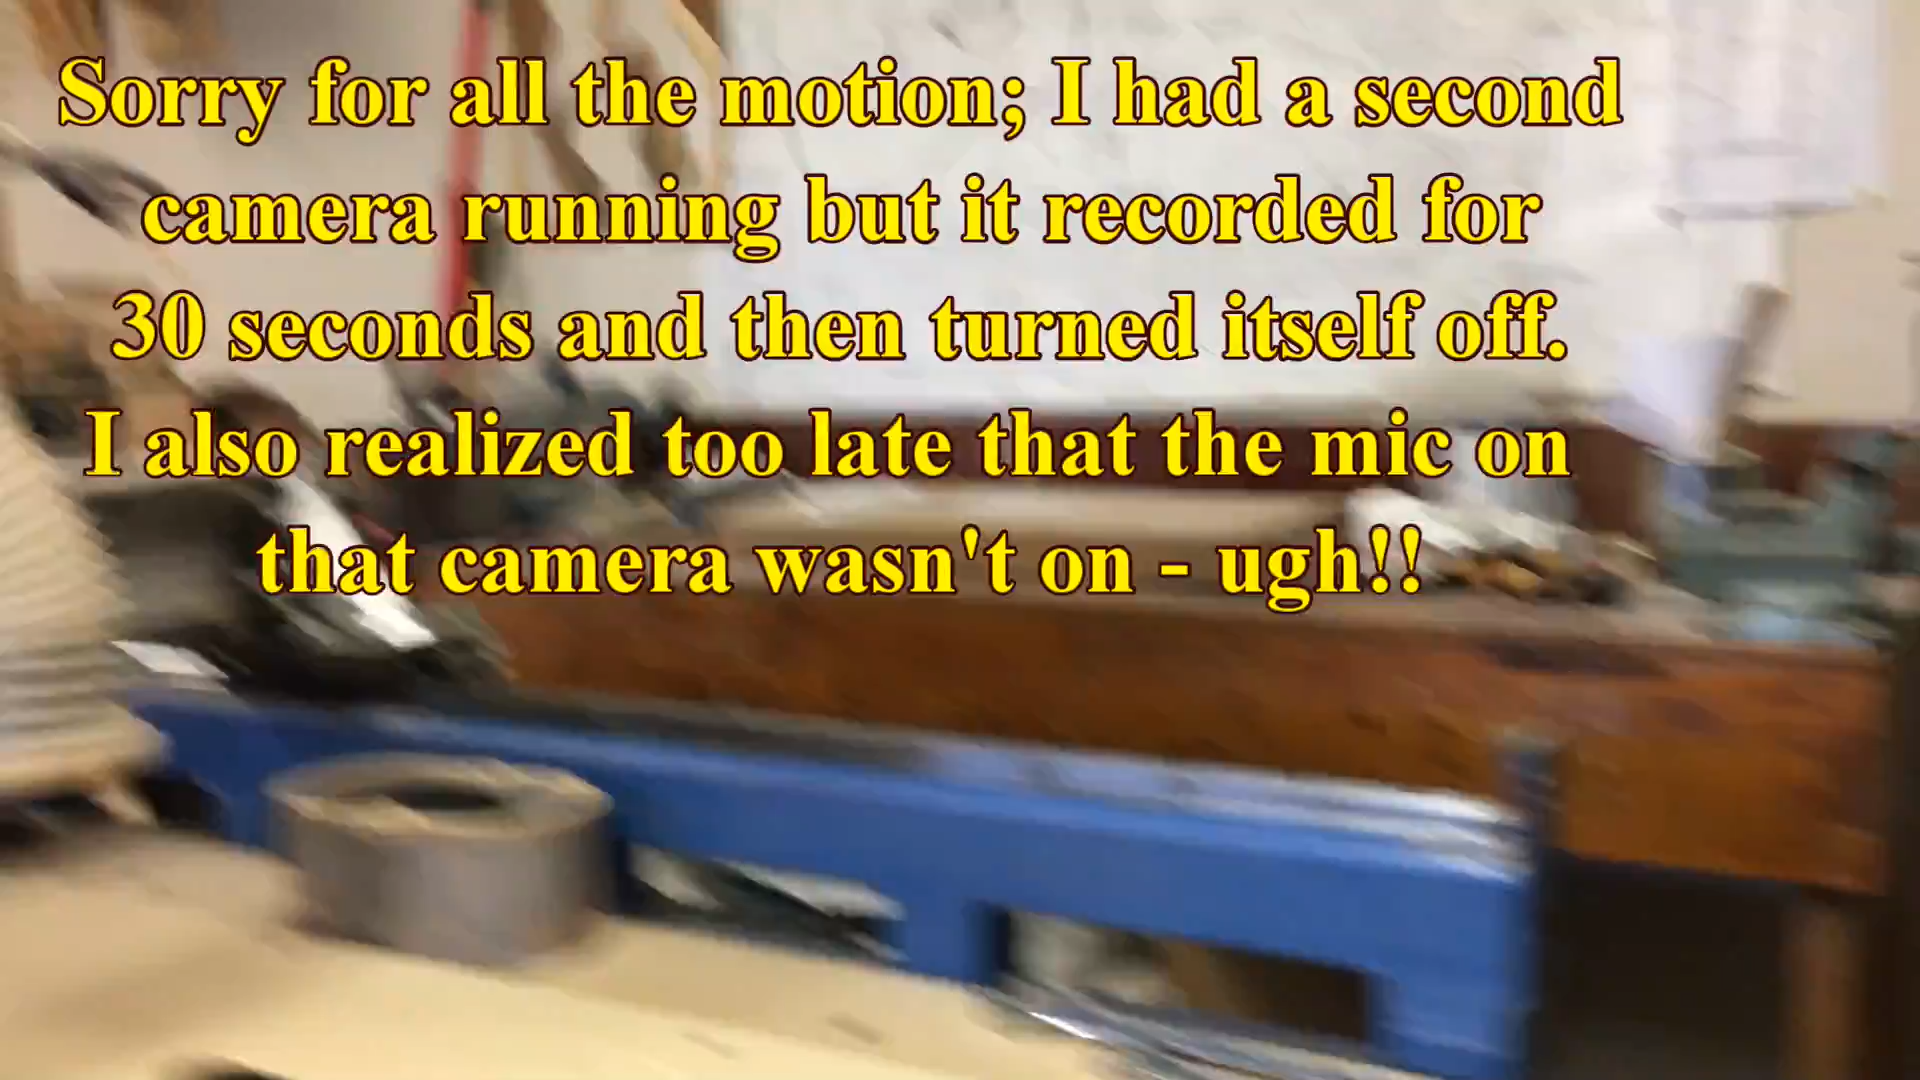 Sorry for all the motion; I had a second
camera running but it recorded for
30 seconds and then turned itself off.
I also realized too late that the mic on
that camera wasn't on - ugh!!